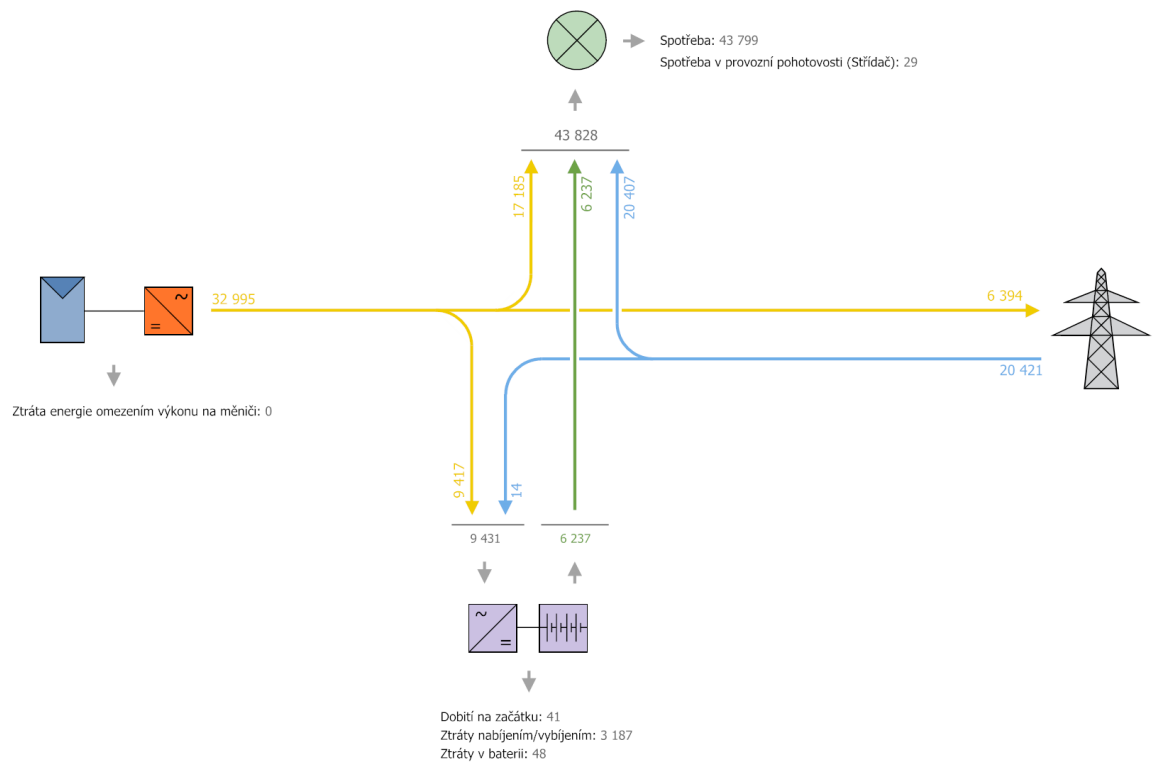 Spotřeba: 43 799
Spotřeba v provozní pohotovosti (Střídač): 29
43 828
17 185
6 237
20 407
32 995
6 394
20 421
Ztráta energie omezením výkonu na měniči: 0
9 417
14
9 431
6 237
Dobití na začátku: 41
Ztráty nabíjením/vybíjením: 3 187
Ztráty v baterii: 48